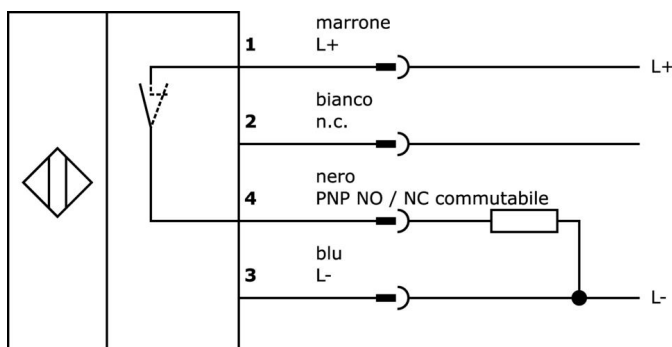 marrone
1 L+
L+
bianco
2 n.c.
nero
4 PNP NO / NC commutabile
blu
3 L-
L-